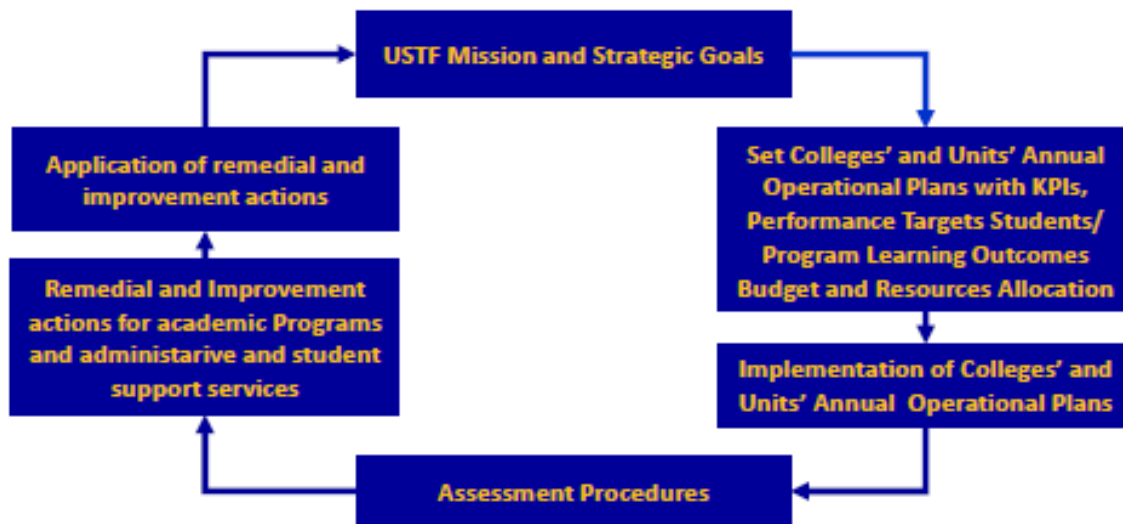 USTF Mission and Strategic Goals
Set Colleges' and Units' Annual
Operational Plans with KPIs,
Performance Targets Students/
Program Learning Outcomes
Budget and Resources Allocation
Implementation of Colleges' and
Units' Annual Operational Plans
Assessment Procedures
Remedial and Improvement
actions for academic Programs
and administarive and student
support services
Application of remedial and
improvement actions